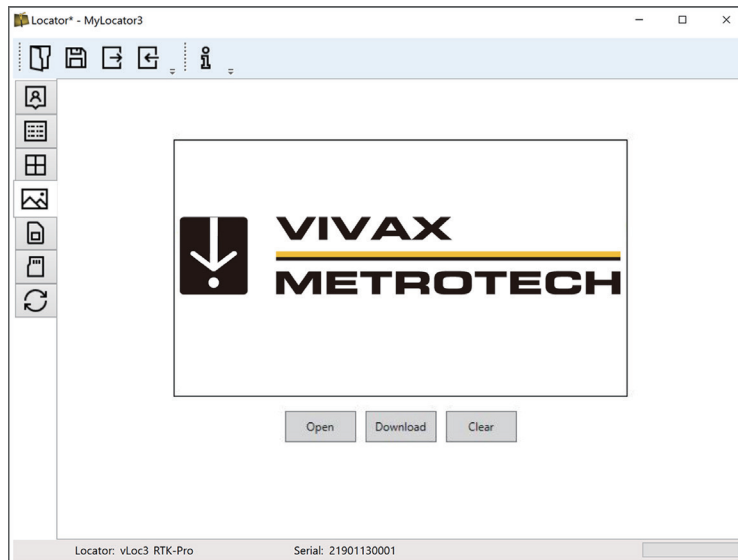 Locator* - MyLocator3
VIVAX
METROTECH
Open Download Clear
Locator: vLoc3 RTK-Pro Serial: 21901130001